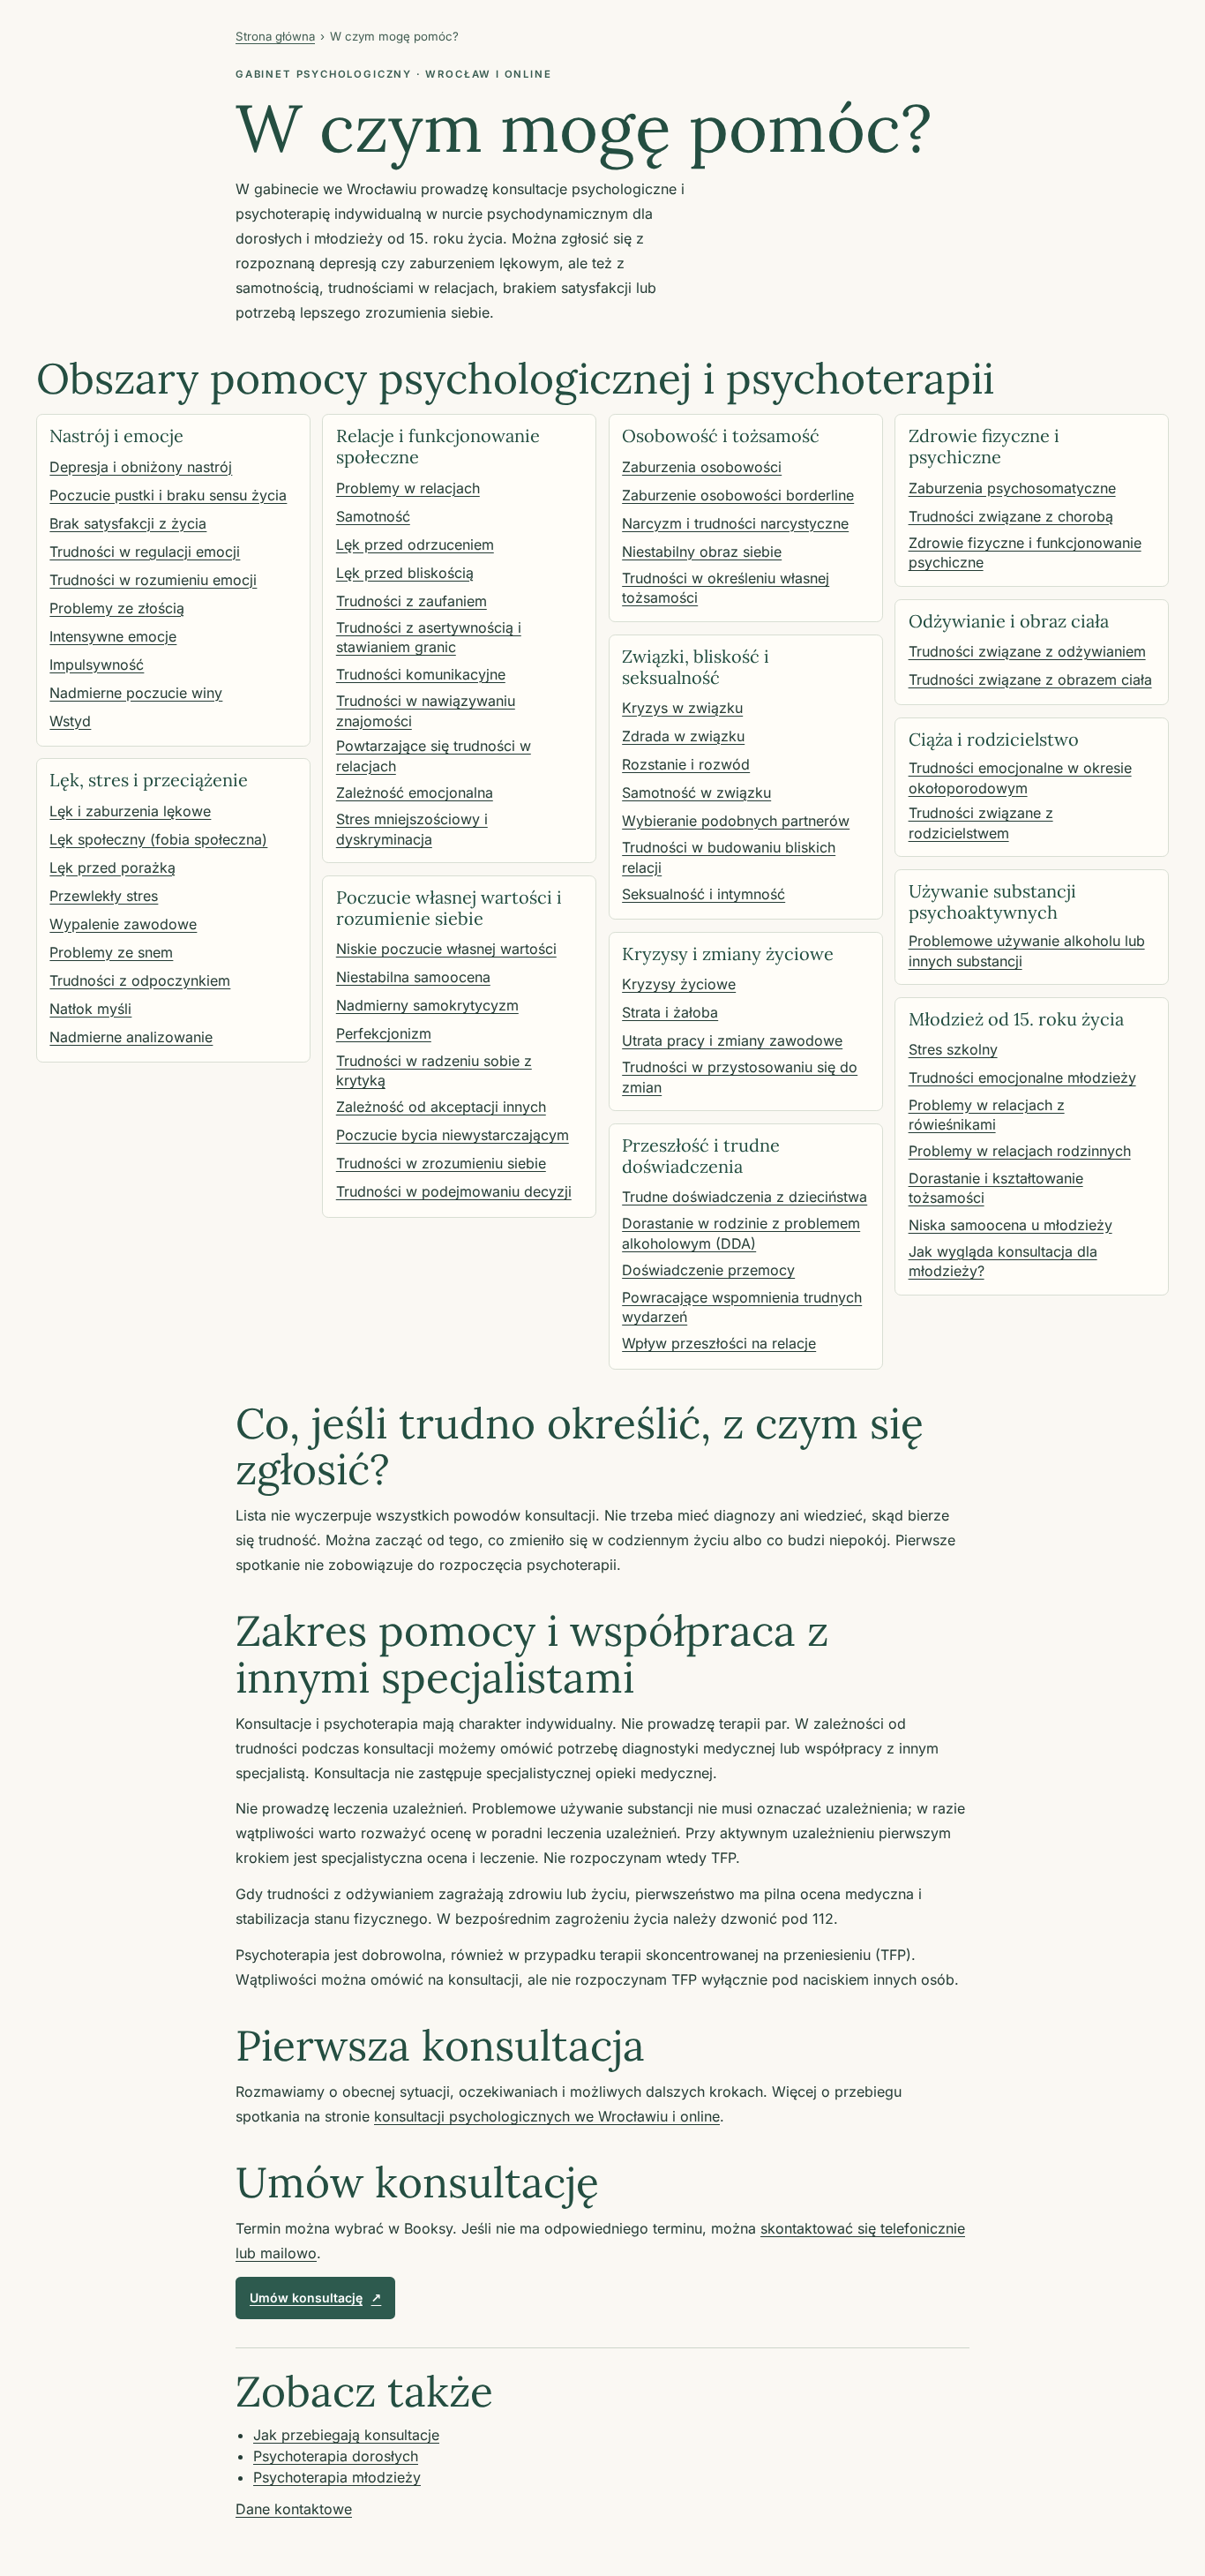 Strona główna › W czym mogę pomóc?
GABINET PSYCHOLOGICZNY · WROCŁAW I ONLINE
W czym mogę pomóc?
W gabinecie we Wrocławiu prowadzę konsultacje psychologiczne i
psychoterapię indywidualną w nurcie psychodynamicznym dla
dorosłych i młodzieży od 15. roku życia. Można zgłosić się z
rozpoznaną depresją czy zaburzeniem lękowym, ale też z
samotnością, trudnościami w relacjach, brakiem satysfakcji lub
potrzebą lepszego zrozumienia siebie.
Obszary pomocy psychologicznej i psychoterapii
Nastrój i emocje
Depresja i obniżony nastrój
Poczucie pustki i braku sensu życia
Brak satysfakcji z życia
Trudności w regulacji emocji
Trudności w rozumieniu emocji
Problemy ze złością
Intensywne emocje
Impulsywność
Nadmierne poczucie winy
Wstyd
Lęk, stres i przeciążenie
Lęk i zaburzenia lękowe
Lęk społeczny (fobia społeczna)
Lęk przed porażką
Przewlekły stres
Wypalenie zawodowe
Problemy ze snem
Trudności z odpoczynkiem
Natłok myśli
Nadmierne analizowanie
Relacje i funkcjonowanie
społeczne
Problemy w relacjach
Samotność
Lęk przed odrzuceniem
Lęk przed bliskością
Trudności z zaufaniem
Trudności z asertywnością i
stawianiem granic
Trudności komunikacyjne
Trudności w nawiązywaniu
znajomości
Powtarzające się trudności w
relacjach
Zależność emocjonalna
Stres mniejszościowy i
dyskryminacja
Poczucie własnej wartości i
rozumienie siebie
Niskie poczucie własnej wartości
Niestabilna samoocena
Nadmierny samokrytycyzm
Perfekcjonizm
Trudności w radzeniu sobie z
krytyką
Zależność od akceptacji innych
Poczucie bycia niewystarczającym
Trudności w zrozumieniu siebie
Trudności w podejmowaniu decyzji
Osobowość i tożsamość
Zaburzenia osobowości
Zaburzenie osobowości borderline
Narcyzm i trudności narcystyczne
Niestabilny obraz siebie
Trudności w określeniu własnej
tożsamości
Związki, bliskość i
seksualność
Kryzys w związku
Zdrada w związku
Rozstanie i rozwód
Samotność w związku
Wybieranie podobnych partnerów
Trudności w budowaniu bliskich
relacji
Seksualność i intymność
Kryzysy i zmiany życiowe
Kryzysy życiowe
Strata i żałoba
Utrata pracy i zmiany zawodowe
Trudności w przystosowaniu się do
zmian
Przeszłość i trudne
doświadczenia
Trudne doświadczenia z dzieciństwa
Dorastanie w rodzinie z problemem
alkoholowym (DDA)
Doświadczenie przemocy
Powracające wspomnienia trudnych
wydarzeń
Wpływ przeszłości na relacje
Zdrowie fizyczne i
psychiczne
Zaburzenia psychosomatyczne
Trudności związane z chorobą
Zdrowie fizyczne i funkcjonowanie
psychiczne
Odżywianie i obraz ciała
Trudności związane z odżywianiem
Trudności związane z obrazem ciała
Ciąża i rodzicielstwo
Trudności emocjonalne w okresie
okołoporodowym
Trudności związane z
rodzicielstwem
Używanie substancji
psychoaktywnych
Problemowe używanie alkoholu lub
innych substancji
Młodzież od 15. roku życia
Stres szkolny
Trudności emocjonalne młodzieży
Problemy w relacjach z
rówieśnikami
Problemy w relacjach rodzinnych
Dorastanie i kształtowanie
tożsamości
Niska samoocena u młodzieży
Jak wygląda konsultacja dla
młodzieży?
Co, jeśli trudno określić, z czym się
zgłosić?
Lista nie wyczerpuje wszystkich powodów konsultacji. Nie trzeba mieć diagnozy ani wiedzieć, skąd bierze
się trudność. Można zacząć od tego, co zmieniło się w codziennym życiu albo co budzi niepokój. Pierwsze
spotkanie nie zobowiązuje do rozpoczęcia psychoterapii.
Zakres pomocy i współpraca z
innymi specjalistami
Konsultacje i psychoterapia mają charakter indywidualny. Nie prowadzę terapii par. W zależności od
trudności podczas konsultacji możemy omówić potrzebę diagnostyki medycznej lub współpracy z innym
specjalistą. Konsultacja nie zastępuje specjalistycznej opieki medycznej.
Nie prowadzę leczenia uzależnień. Problemowe używanie substancji nie musi oznaczać uzależnienia; w razie
wątpliwości warto rozważyć ocenę w poradni leczenia uzależnień. Przy aktywnym uzależnieniu pierwszym
krokiem jest specjalistyczna ocena i leczenie. Nie rozpoczynam wtedy TFP.
Gdy trudności z odżywianiem zagrażają zdrowiu lub życiu, pierwszeństwo ma pilna ocena medyczna i
stabilizacja stanu fizycznego. W bezpośrednim zagrożeniu życia należy dzwonić pod 112.
Psychoterapia jest dobrowolna, również w przypadku terapii skoncentrowanej na przeniesieniu (TFP).
Wątpliwości można omówić na konsultacji, ale nie rozpoczynam TFP wyłącznie pod naciskiem innych osób.
Pierwsza konsultacja
Rozmawiamy o obecnej sytuacji, oczekiwaniach i możliwych dalszych krokach. Więcej o przebiegu
spotkania na stronie konsultacji psychologicznych we Wrocławiu i online.
Umów konsultację
Termin można wybrać w Booksy. Jeśli nie ma odpowiedniego terminu, można skontaktować się telefonicznie
lub mailowo.
Umów konsultację ↗
Zobacz także
• Jak przebiegają konsultacje
• Psychoterapia dorosłych
• Psychoterapia młodzieży
Dane kontaktowe